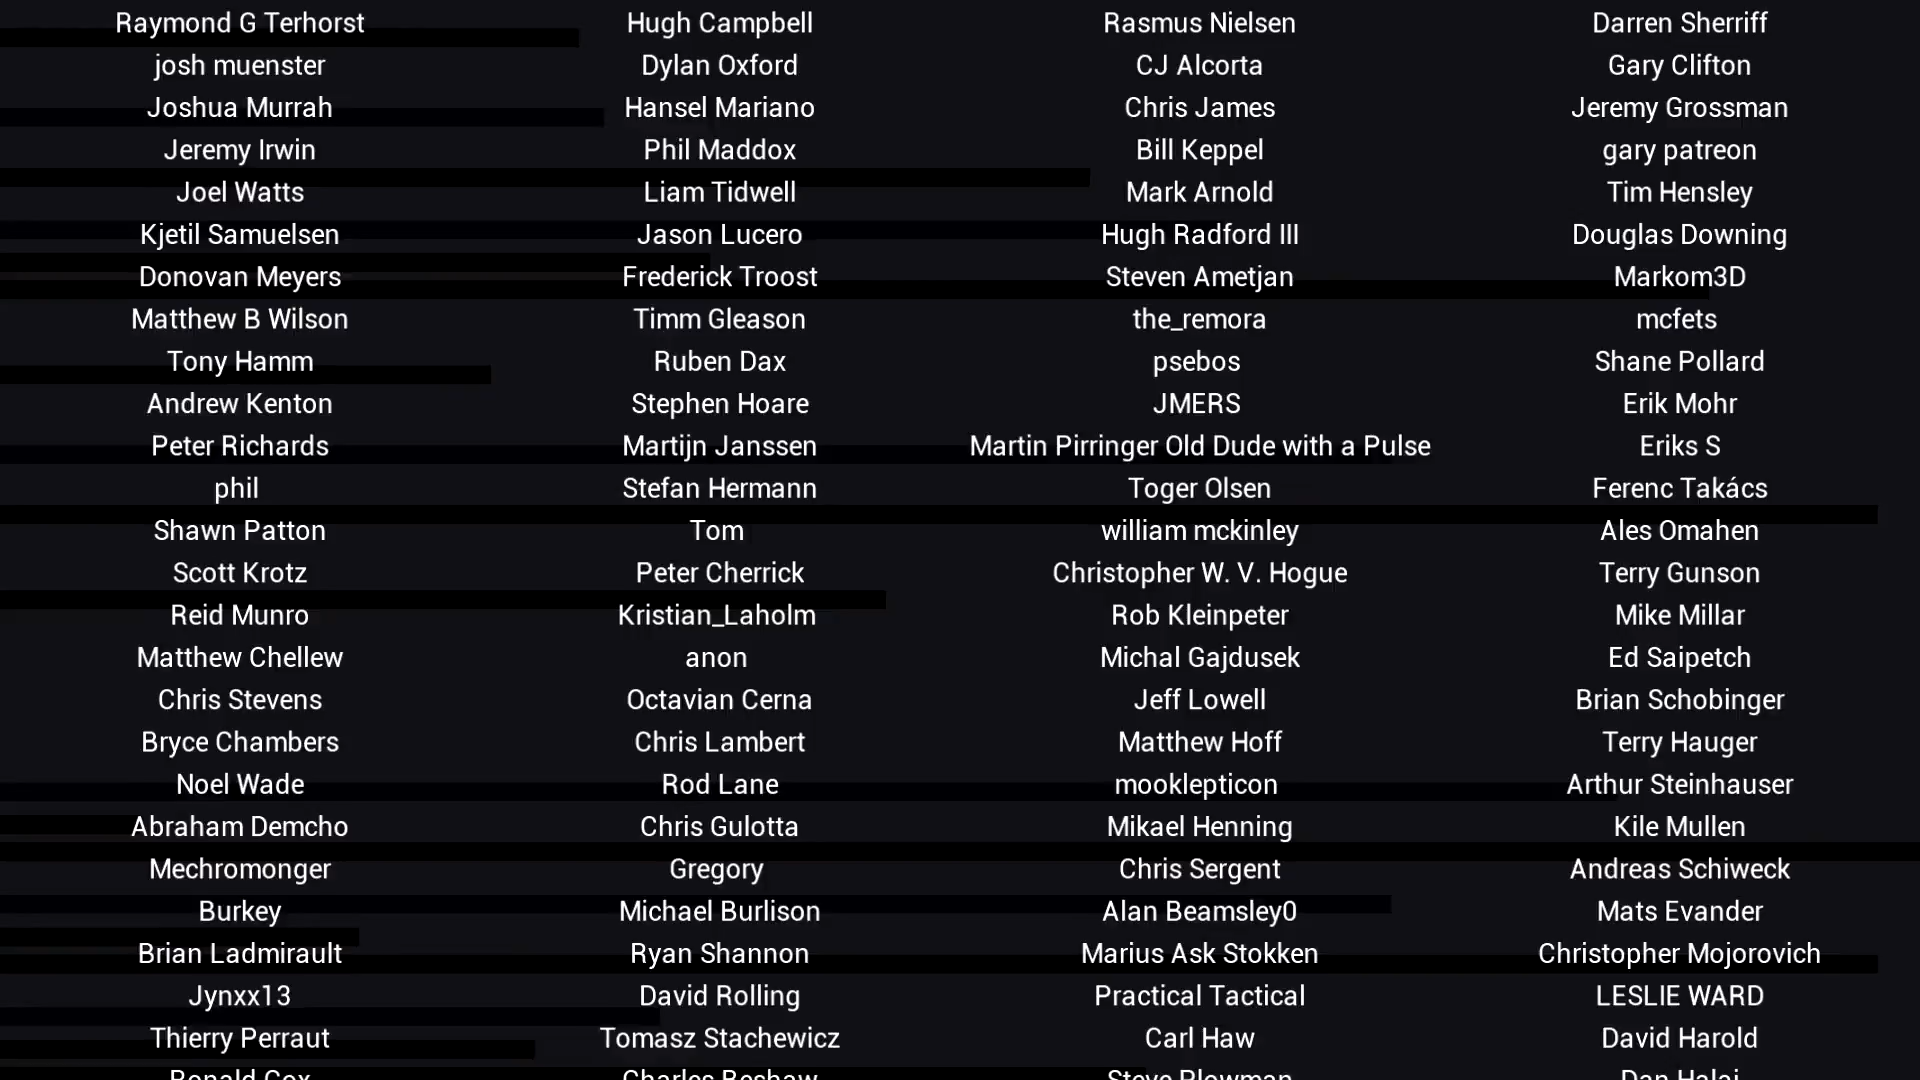 Raymond G Terhorst Hugh Campbell Rasmus Nielsen Darren Sherriff
josh muenster Dylan Oxford CJ Alcorta Gary Clifton
Joshua Murrah Hansel Mariano Chris James Jeremy Grossman
Jeremy Irwin Phil Maddox Bill Keppel gary patreon
Joel Watts Liam Tidwell Mark Arnold Tim Hensley
Kjetil Samuelsen Jason Lucero Hugh Radford III Douglas Downing
Donovan Meyers Frederick Troost Steven Ametjan Markom3D
Matthew B Wilson Timm Gleason the_remora mcfets
Tony Hamm Ruben Dax psebos Shane Pollard
Andrew Kenton Stephen Hoare JMERS Erik Mohr
Peter Richards Martijn Janssen Martin Pirringer Old Dude with a Pulse Eriks S
phil Stefan Hermann Toger Olsen Ferenc Takács
Shawn Patton Tom william mckinley Ales Omahen
Scott Krotz Peter Cherrick Christopher W. V. Hogue Terry Gunson
Reid Munro Kristian_Laholm Rob Kleinpeter Mike Millar
Matthew Chellew anon Michal Gajdusek Ed Saipetch
Chris Stevens Octavian Cerna Jeff Lowell Brian Schobinger
Bryce Chambers Chris Lambert Matthew Hoff Terry Hauger
Noel Wade Rod Lane mooklepticon Arthur Steinhauser
Abraham Demcho Chris Gulotta Mikael Henning Kile Mullen
Mechromonger Gregory Chris Sergent Andreas Schiweck
Burkey Michael Burlison Alan Beamsley0 Mats Evander
Brian Ladmirault Ryan Shannon Marius Ask Stokken Christopher Mojorovich
Jynxx13 David Rolling Practical Tactical LESLIE WARD
Thierry Perraut Tomasz Stachewicz Carl Haw David Harold
Ronald Cox Charles Beshaw Steve Plowman Dan Halaj